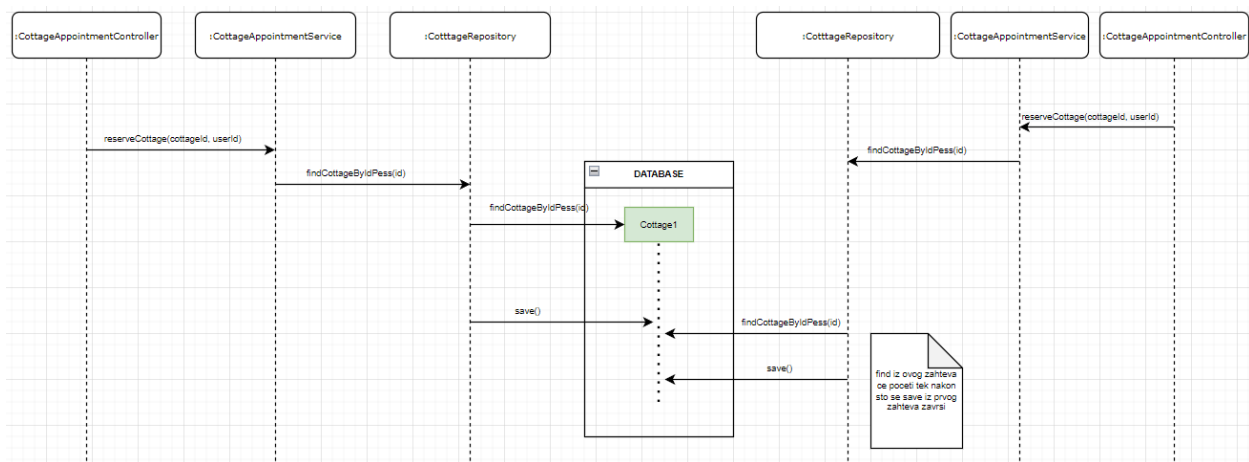 :CottageAppointmentController
:CottageAppointmentService
:CotttageRepository
:CotttageRepository
:CottageAppointmentService
:CottageAppointmentController
reserveCottage(cottageId, userId)
reserveCottage(cottageId, userId)
findCottageByIdPess(id)
findCottageByIdPess(id)
DATABASE
findCottageByIdPess(id)
Cottage1
save()
findCottageByIdPess(id)
save()
find iz ovog zahteva
ce poceti tek nakon
sto se save iz prvog
zahteva zavrsi